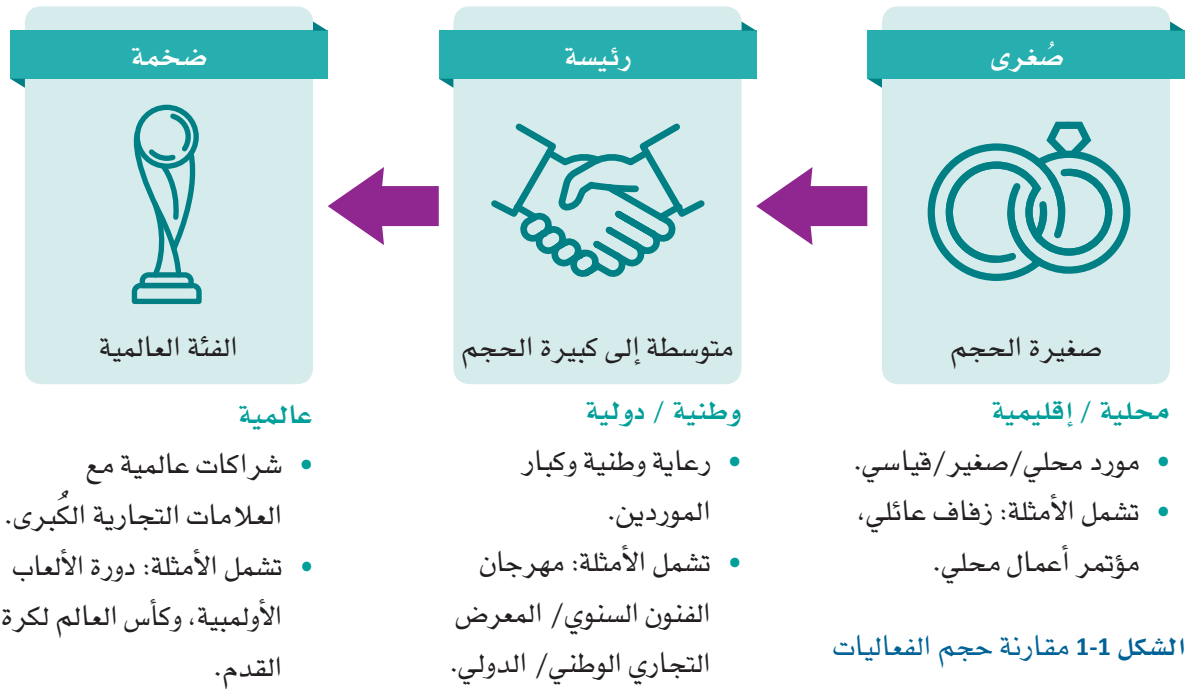 صُغرى
صغيرة الحجم
محلية / إقليمية
• مورد محلي/صغير/قياسي.
• تشمل الأمثلة: زفاف عائلي،
مؤتمر أعمال محلي.
رئيسة
متوسطة إلى كبيرة الحجم
وطنية / دولية
• رعاية وطنية وكبار
الموردين.
• تشمل الأمثلة: مهرجان
الفنون السنوي/ المعرض
التجاري الوطني/ الدولي.
ضخمة
الفئة العالمية
عالمية
• شراكات عالمية مع
العلامات التجارية الكُبرى.
• تشمل الأمثلة: دورة الألعاب
الأولمبية، وكأس العالم لكرة
القدم.
الشكل 1-1 مقارنة حجم الفعاليات